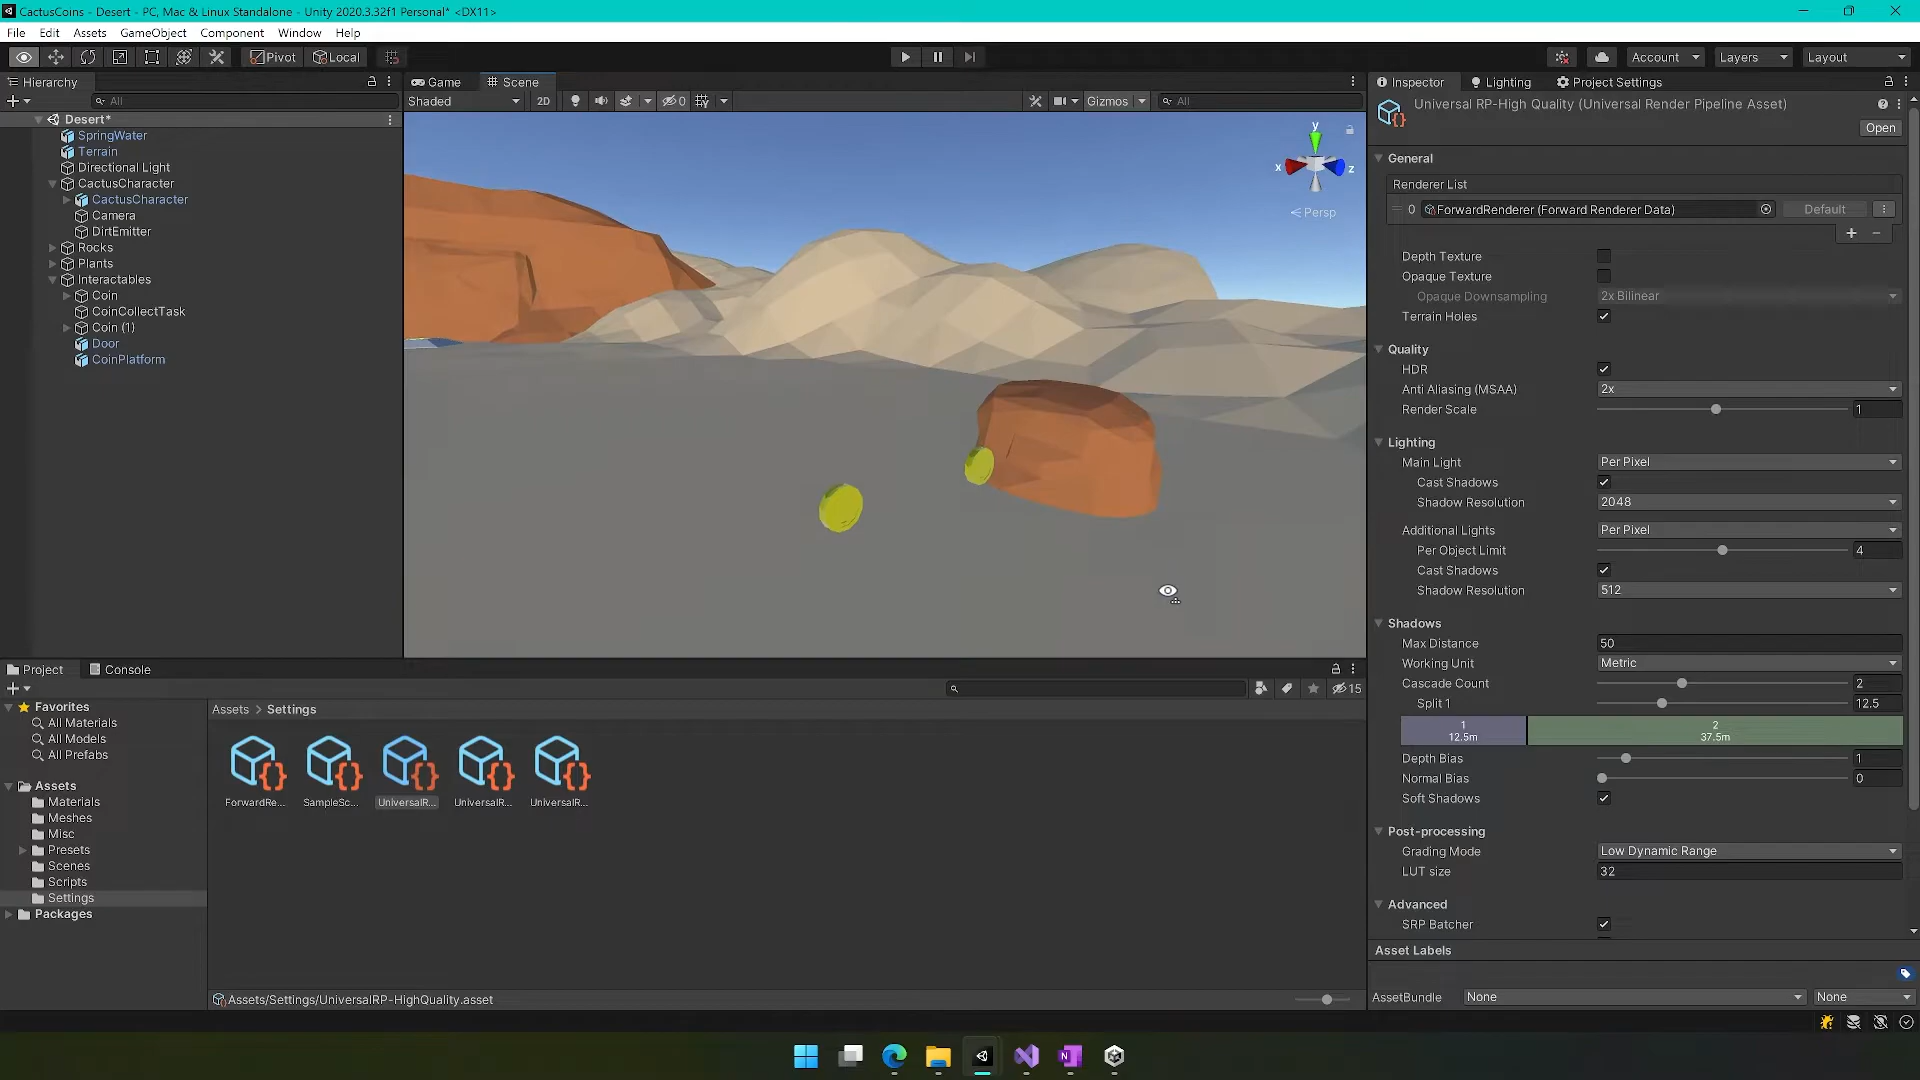 CactusCoins - Desert - PC, Mac & Linux Standalone - Unity 2020.3.32f1 Personal* <DX11>
File Edit Assets GameObject Component Window Help
Pivot Local Account Layers Layout
Hierarchy
All
Desert*
SpringWater
Terrain
Directional Light
CactusCharacter
CactusCharacter
Camera
DirtEmitter
Rocks
Plants
Interactables
Coin
CoinCollectTask
Coin (1)
Door
CoinPlatform
Game Scene
Shaded 2D 0 Gizmos All
y
x
z
Persp
Inspector Lighting Project Settings
Universal RP-High Quality (Universal Render Pipeline Asset)
Open
General
Renderer List
0 ForwardRenderer (Forward Renderer Data) Default
Depth Texture
Opaque Texture
Opaque Downsampling 2x Bilinear
Terrain Holes
Quality
HDR
Anti Aliasing (MSAA) 2x
Render Scale 1
Lighting
Main Light Per Pixel
Cast Shadows
Shadow Resolution 2048
Additional Lights Per Pixel
Per Object Limit 4
Cast Shadows
Shadow Resolution 512
Shadows
Max Distance 50
Working Unit Metric
Cascade Count 2
Split 1 12.5
1 2
12.5m 37.5m
Depth Bias 1
Normal Bias 0
Soft Shadows
Post-processing
Grading Mode Low Dynamic Range
LUT size 32
Advanced
SRP Batcher
Asset Labels
AssetBundle None None
Project Console
15
Favorites
All Materials
All Models
All Prefabs
Assets
Materials
Meshes
Misc
Presets
Scenes
Scripts
Settings
Packages
Assets > Settings
ForwardRe... SampleSc... UniversalR... UniversalR... UniversalR...
Assets/Settings/UniversalRP-HighQuality.asset